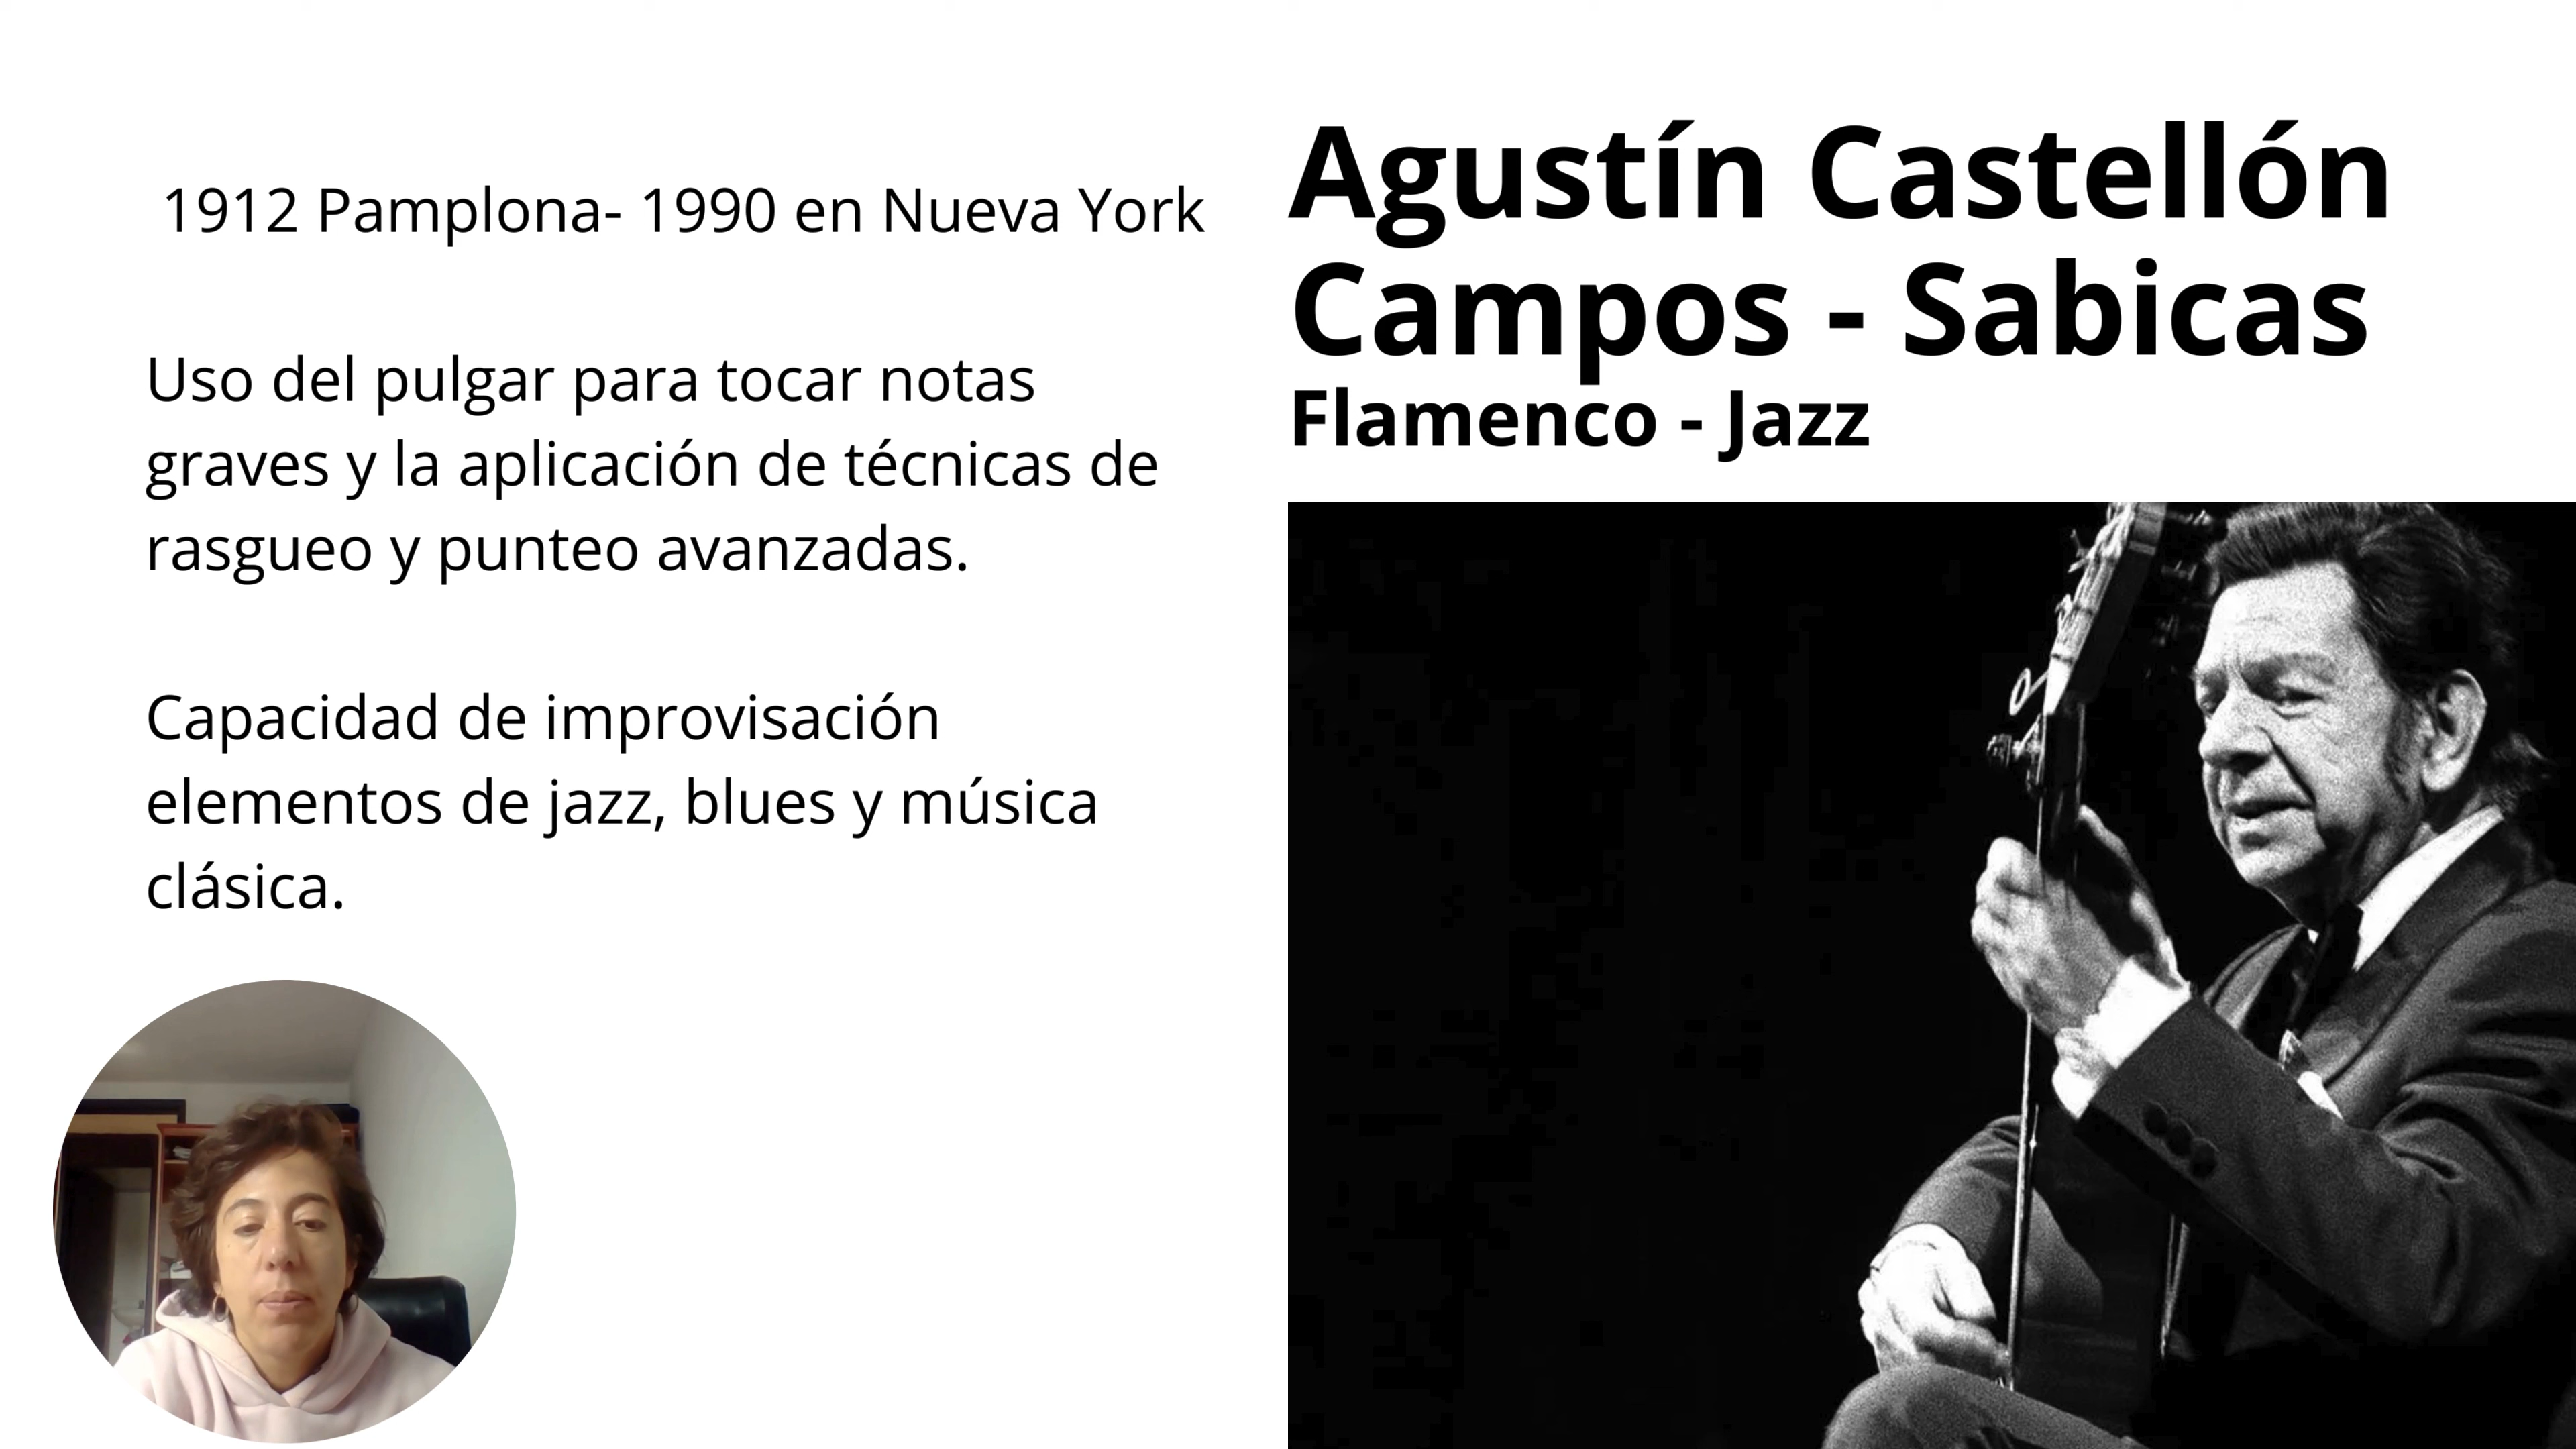 1912 Pamplona- 1990 en Nueva York
Uso del pulgar para tocar notas
graves y la aplicación de técnicas de
rasgueo y punteo avanzadas.
Capacidad de improvisación
elementos de jazz, blues y música
clásica.
Agustín Castellón
Campos - Sabicas
Flamenco - Jazz